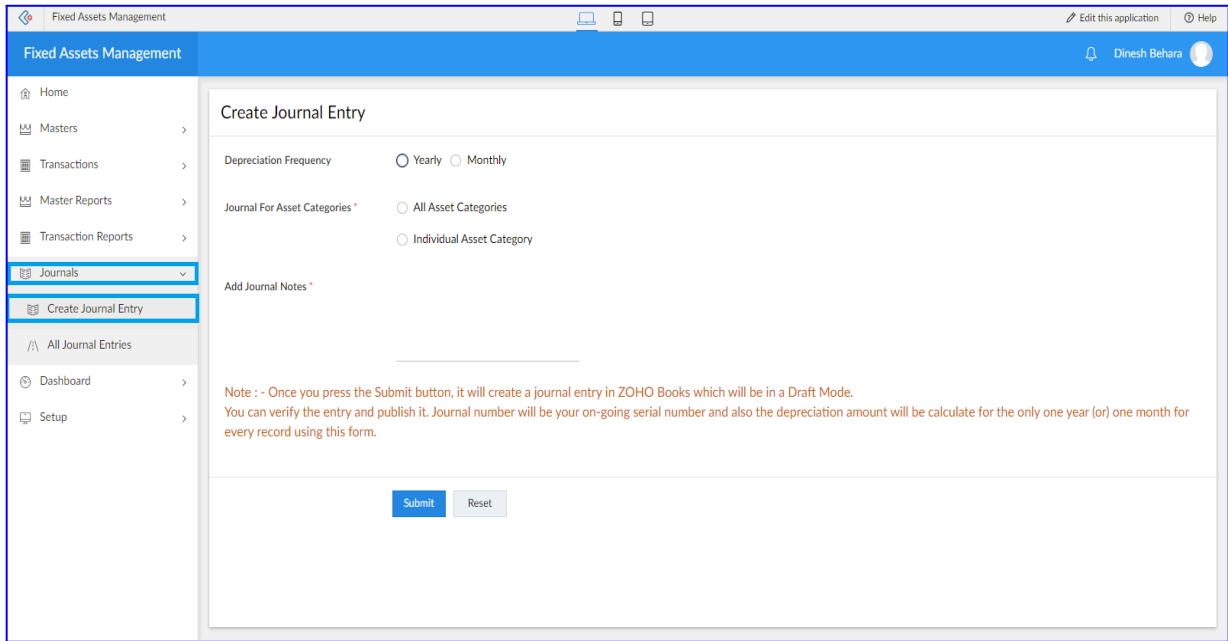 Fixed Assets Management
Edit this application
Help
Fixed Assets Management
Dinesh Behara
Home
Masters
Transactions
Master Reports
Transaction Reports
Journals
Create Journal Entry
All Journal Entries
Dashboard
Setup
Create Journal Entry
Depreciation Frequency
Yearly
Monthly
Journal For Asset Categories *
All Asset Categories
Individual Asset Category
Add Journal Notes *
Note : - Once you press the Submit button, it will create a journal entry in ZOHO Books which will be in a Draft Mode.
You can verify the entry and publish it. Journal number will be your on-going serial number and also the depreciation amount will be calculate for the only one year (or) one month for
every record using this form.
Submit
Reset